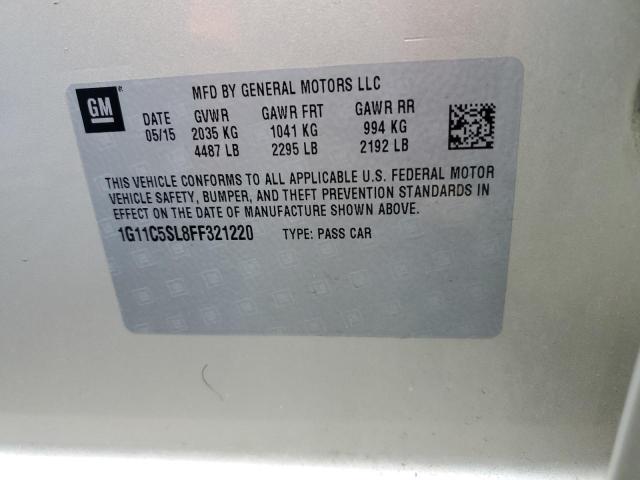 GM
MFD BY GENERAL MOTORS LLC
DATE GVWR GAWR FRT GAWR RR
05/15 2035 KG 1041 KG 994 KG
4487 LB 2295 LB 2192 LB
THIS VEHICLE CONFORMS TO ALL APPLICABLE U.S. FEDERAL MOTOR
VEHICLE SAFETY, BUMPER, AND THEFT PREVENTION STANDARDS IN
EFFECT ON THE DATE OF MANUFACTURE SHOWN ABOVE.
1G11C5SL8FF321220 TYPE: PASS CAR